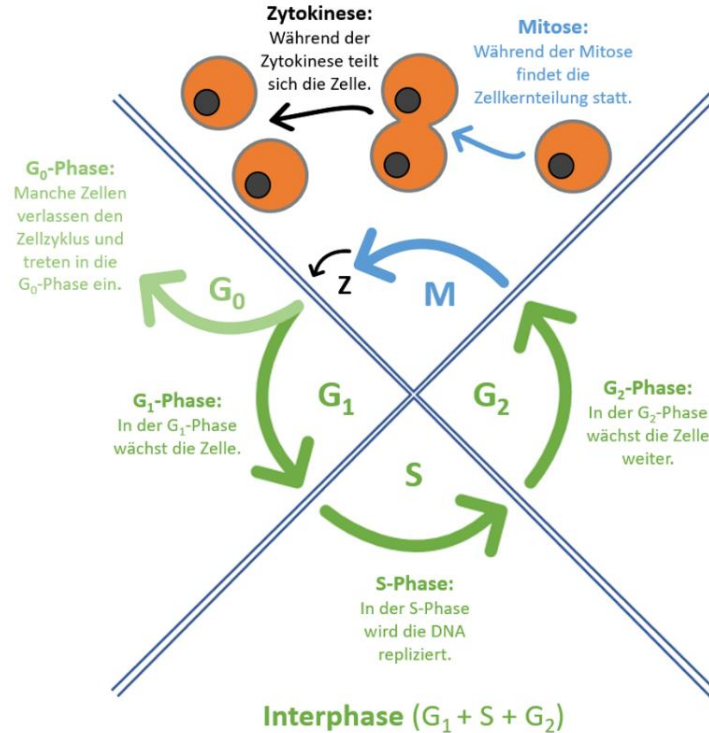 Zytokinese:
Während der
Zytokinese teilt
sich die Zelle.
Mitose:
Während der Mitose
findet die
Zellkernteilung statt.
G₀-Phase:
Manche Zellen
verlassen den
Zellzyklus und
treten in die
G₀-Phase ein.
G₀
Z
M
G₁-Phase:
In der G₁-Phase
wächst die Zelle.
G₁
G₂
G₂-Phase:
In der G₂-Phase
wächst die Zelle
weiter.
S
S-Phase:
In der S-Phase
wird die DNA
repliziert.
Interphase (G₁ + S + G₂)